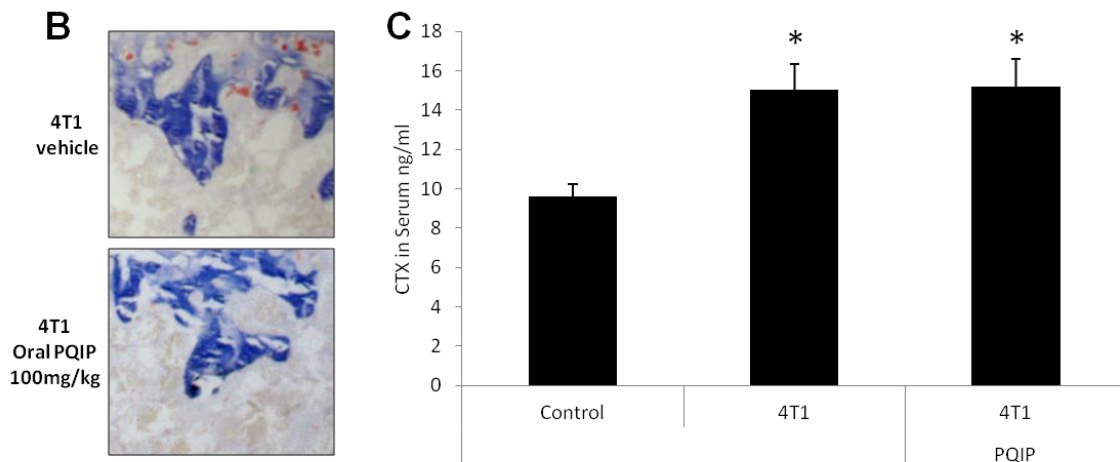 B
4T1
vehicle
4T1
Oral PQIP
100mg/kg
C
CTX in Serum ng/ml
18
16
14
12
10
8
6
4
2
0
*
*
Control
4T1
4T1
PQIP